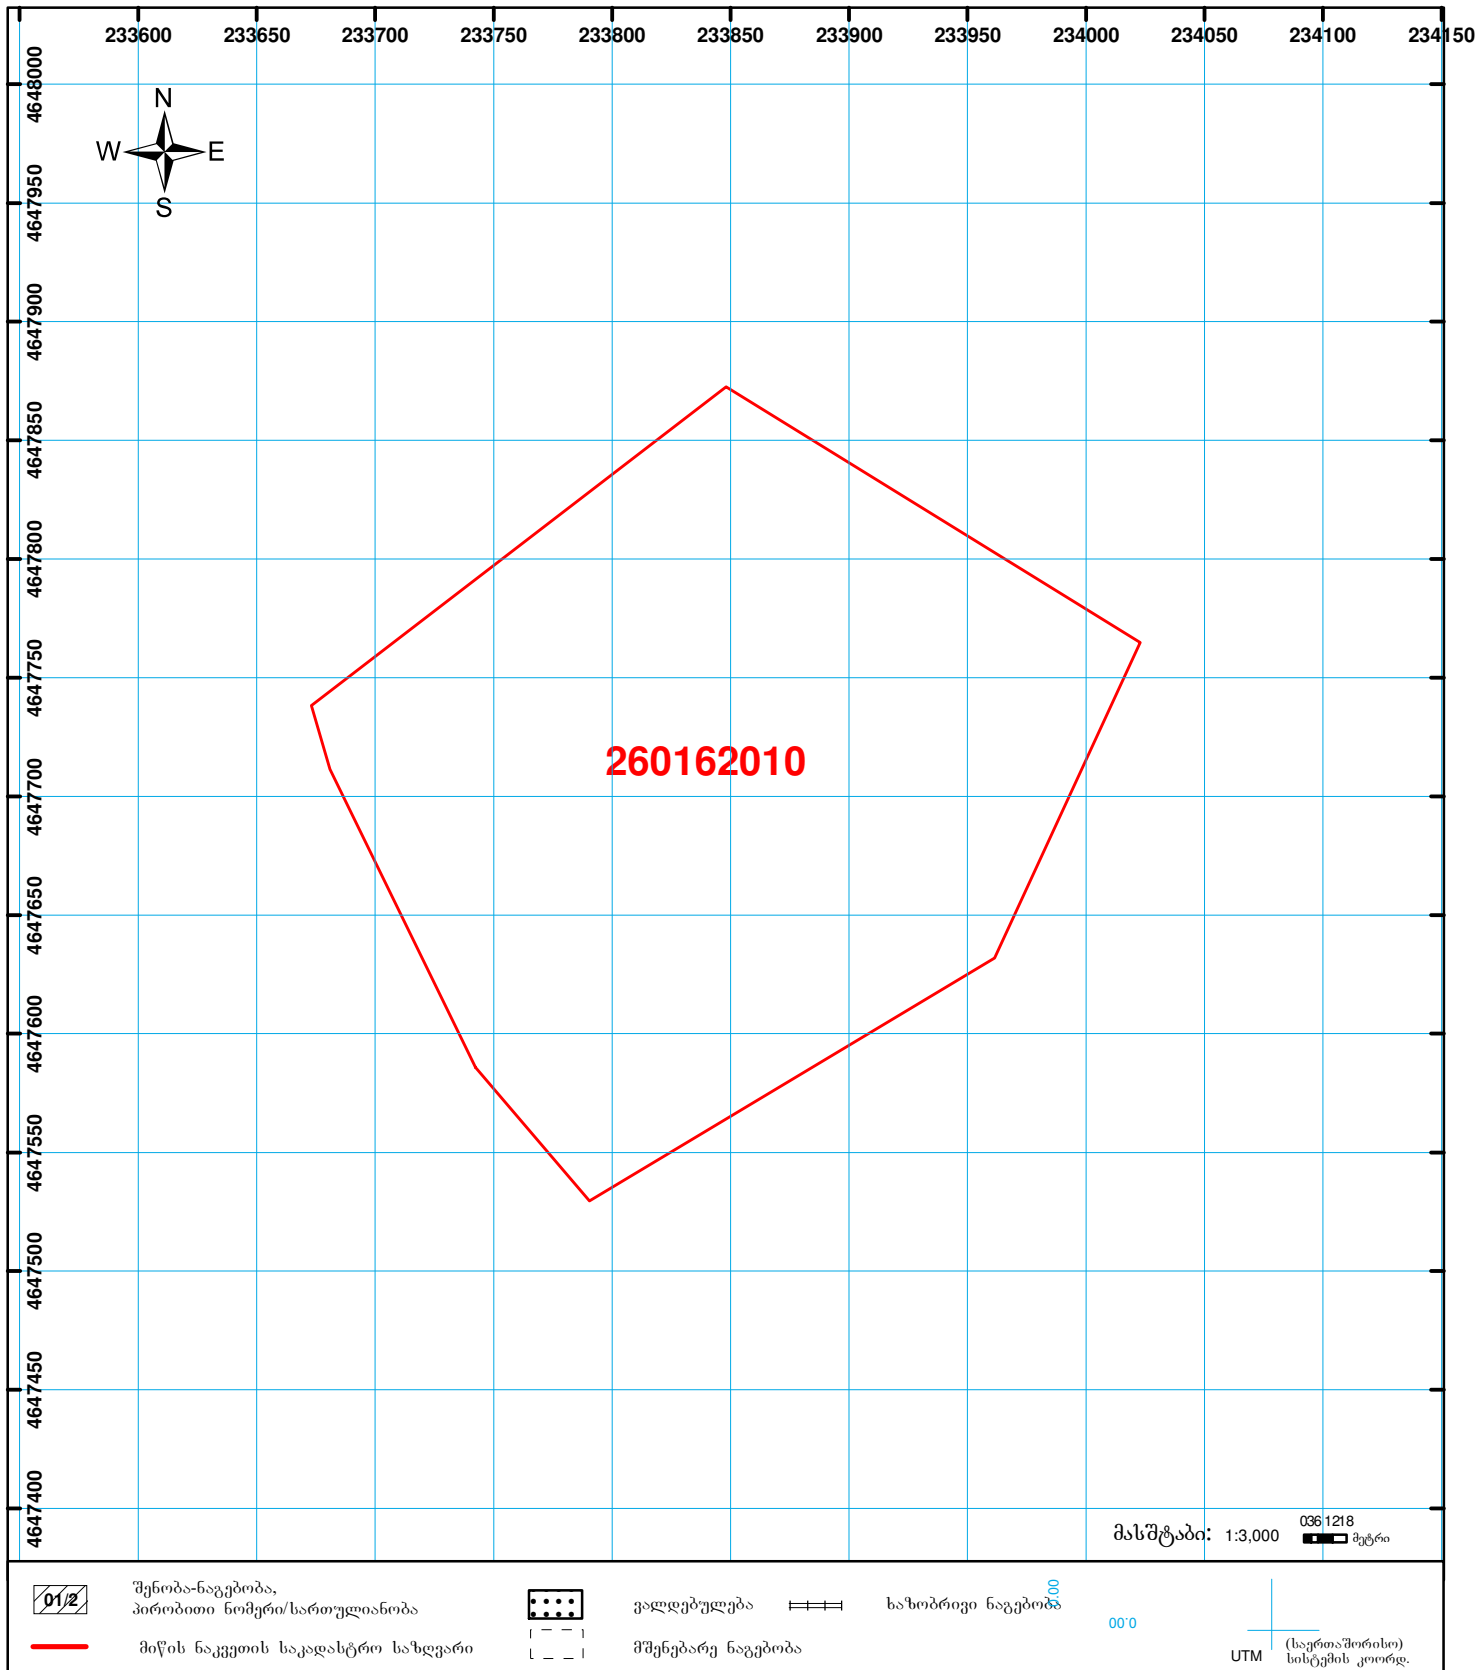 233600 233650 233700 233750 233800 233850 233900 233950 234000 234050 234100 234150
4648000
N
W E
S
4647950
4647900
4647850
4647800
4647750
260162010
4647700
4647650
4647600
4647550
4647500
4647450
4647400
მასშტაბი: 1:3,000 036 1218 მეტრი
01/2 შენობა-ნაგებობა,
პირობითი ნომერი/სართულიანობა
ვალდებულება
ხაზობრივი ნაგებობა
0.00
0.00
მიწის ნაკვეთის საკადასტრო საზღვარი
მშენებარე ნაგებობა
UTM (საერთაშორისო)
სისტემის კოორდ.